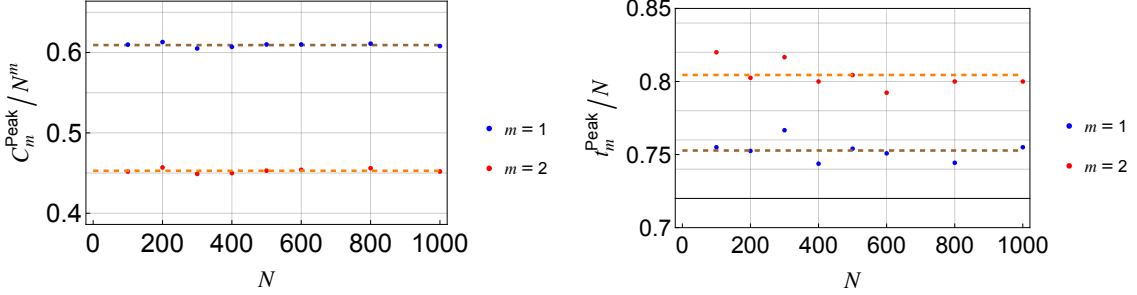 C_m^Peak / N^m
0.6
0.5
0.4
0 200 400 600 800 1000
N
m = 1
m = 2
t_m^Peak / N
0.85
0.8
0.75
0.7
0 200 400 600 800 1000
N
m = 1
m = 2